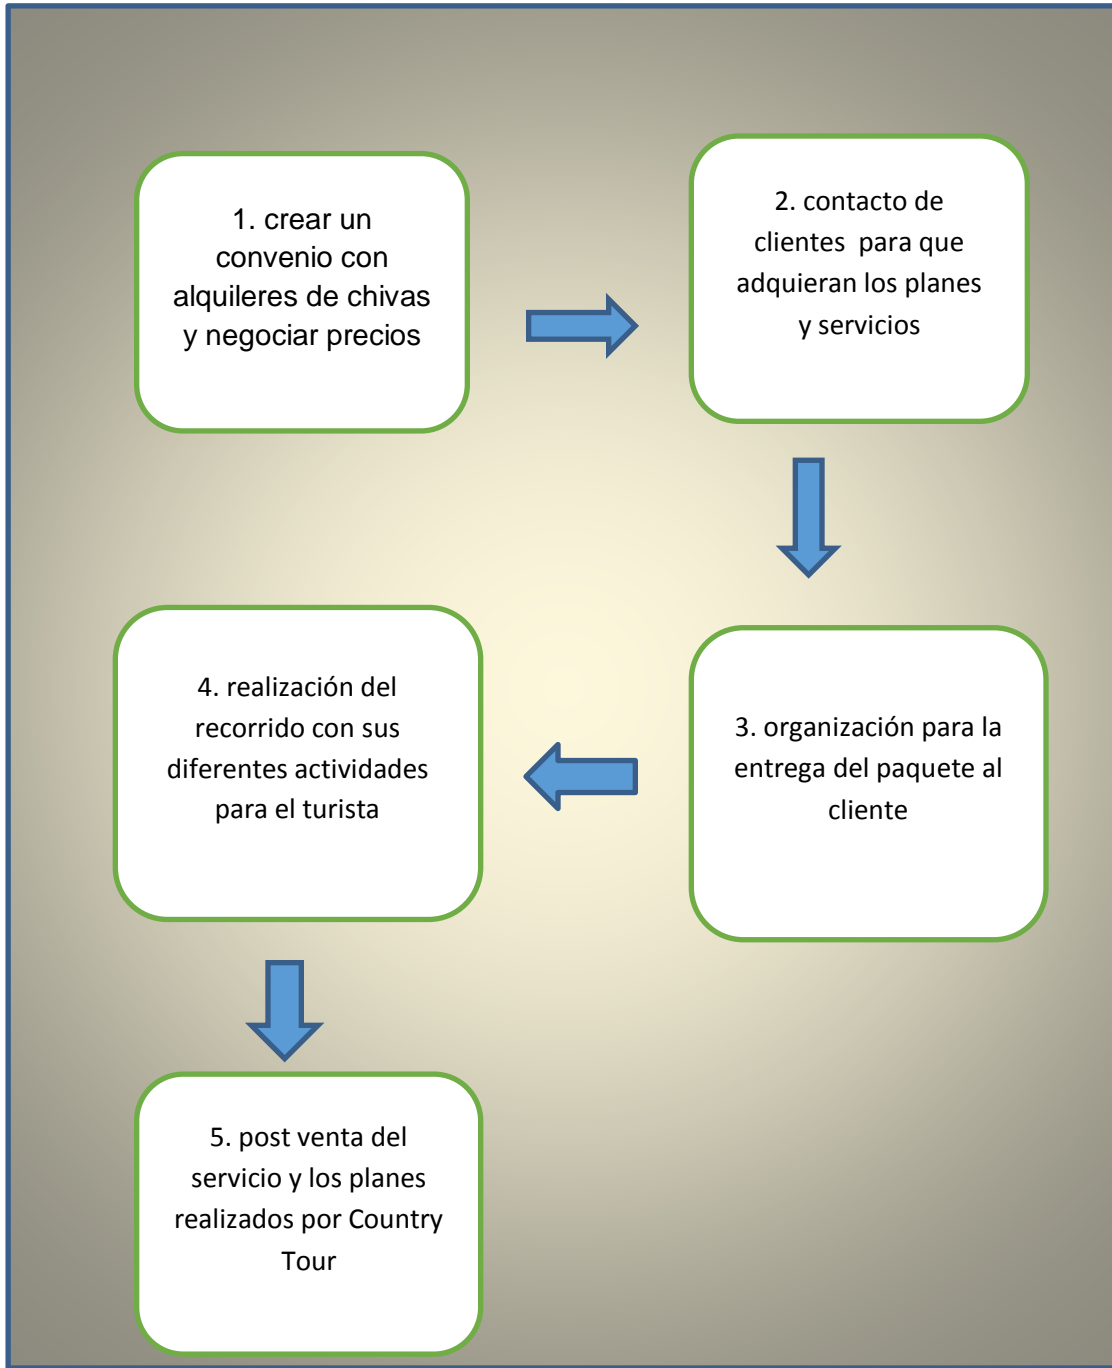 1. crear un
convenio con
alquileres de chivas
y negociar precios
2. contacto de
clientes para que
adquieran los planes
y servicios
3. organización para la
entrega del paquete al
cliente
4. realización del
recorrido con sus
diferentes actividades
para el turista
5. post venta del
servicio y los planes
realizados por Country
Tour